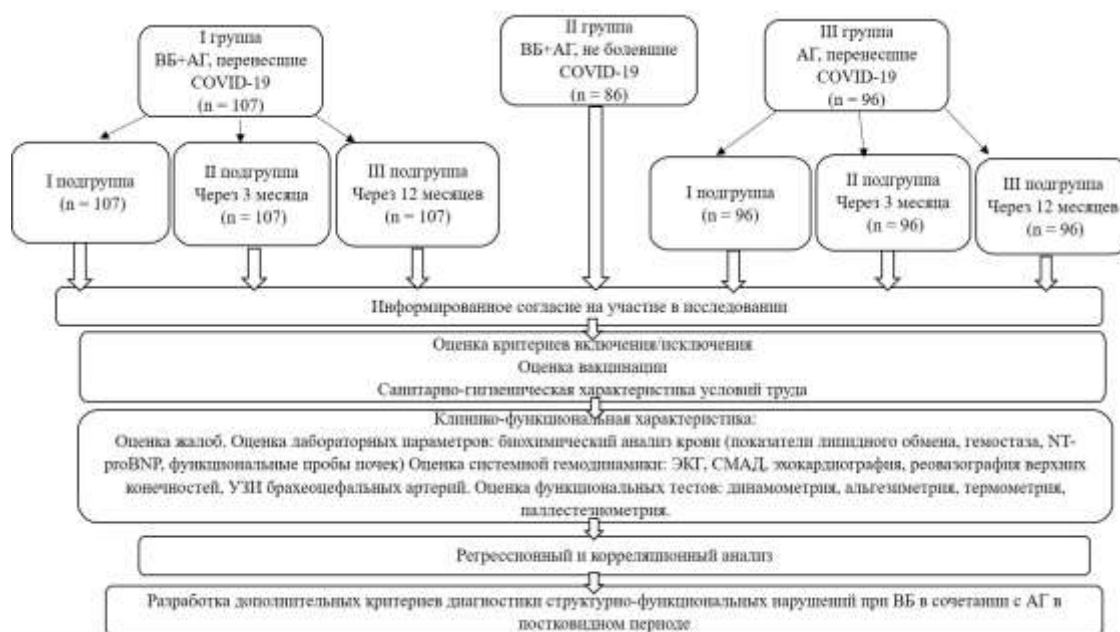 I группа
ВБ+АГ, перенесшие
COVID-19
(n = 107)
II группа
ВБ+АГ, не болевшие
COVID-19
(n = 86)
III группа
АГ, перенесшие
COVID-19
(n = 96)
I подгруппа
(n = 107)
II подгруппа
Через 3 месяца
(n = 107)
III подгруппа
Через 12 месяцев
(n = 107)
I подгруппа
(n = 96)
II подгруппа
Через 3 месяца
(n = 96)
III подгруппа
Через 12 месяцев
(n = 96)
Информированное согласие на участие в исследовании
Оценка критериев включения/исключения
Оценка вакцинации
Санитарно-гигиеническая характеристика условий труда
Клинико-функциональная характеристика:
Оценка жалоб. Оценка лабораторных параметров: биохимический анализ крови (показатели липидного обмена, гемостаза, NT-
proBNP, функциональные пробы почек) Оценка системной гемодинамики: ЭКГ, СМАД, эхокардиография, реовазография верхних
конечностей, УЗИ брахеоцефальных артерий. Оценка функциональных тестов: динамометрия, альгезиметрия, термометрия,
паллестезиометрия.
Регрессионный и корреляционный анализ
Разработка дополнительных критериев диагностики структурно-функциональных нарушений при ВБ в сочетании с АГ в
постковидном периоде